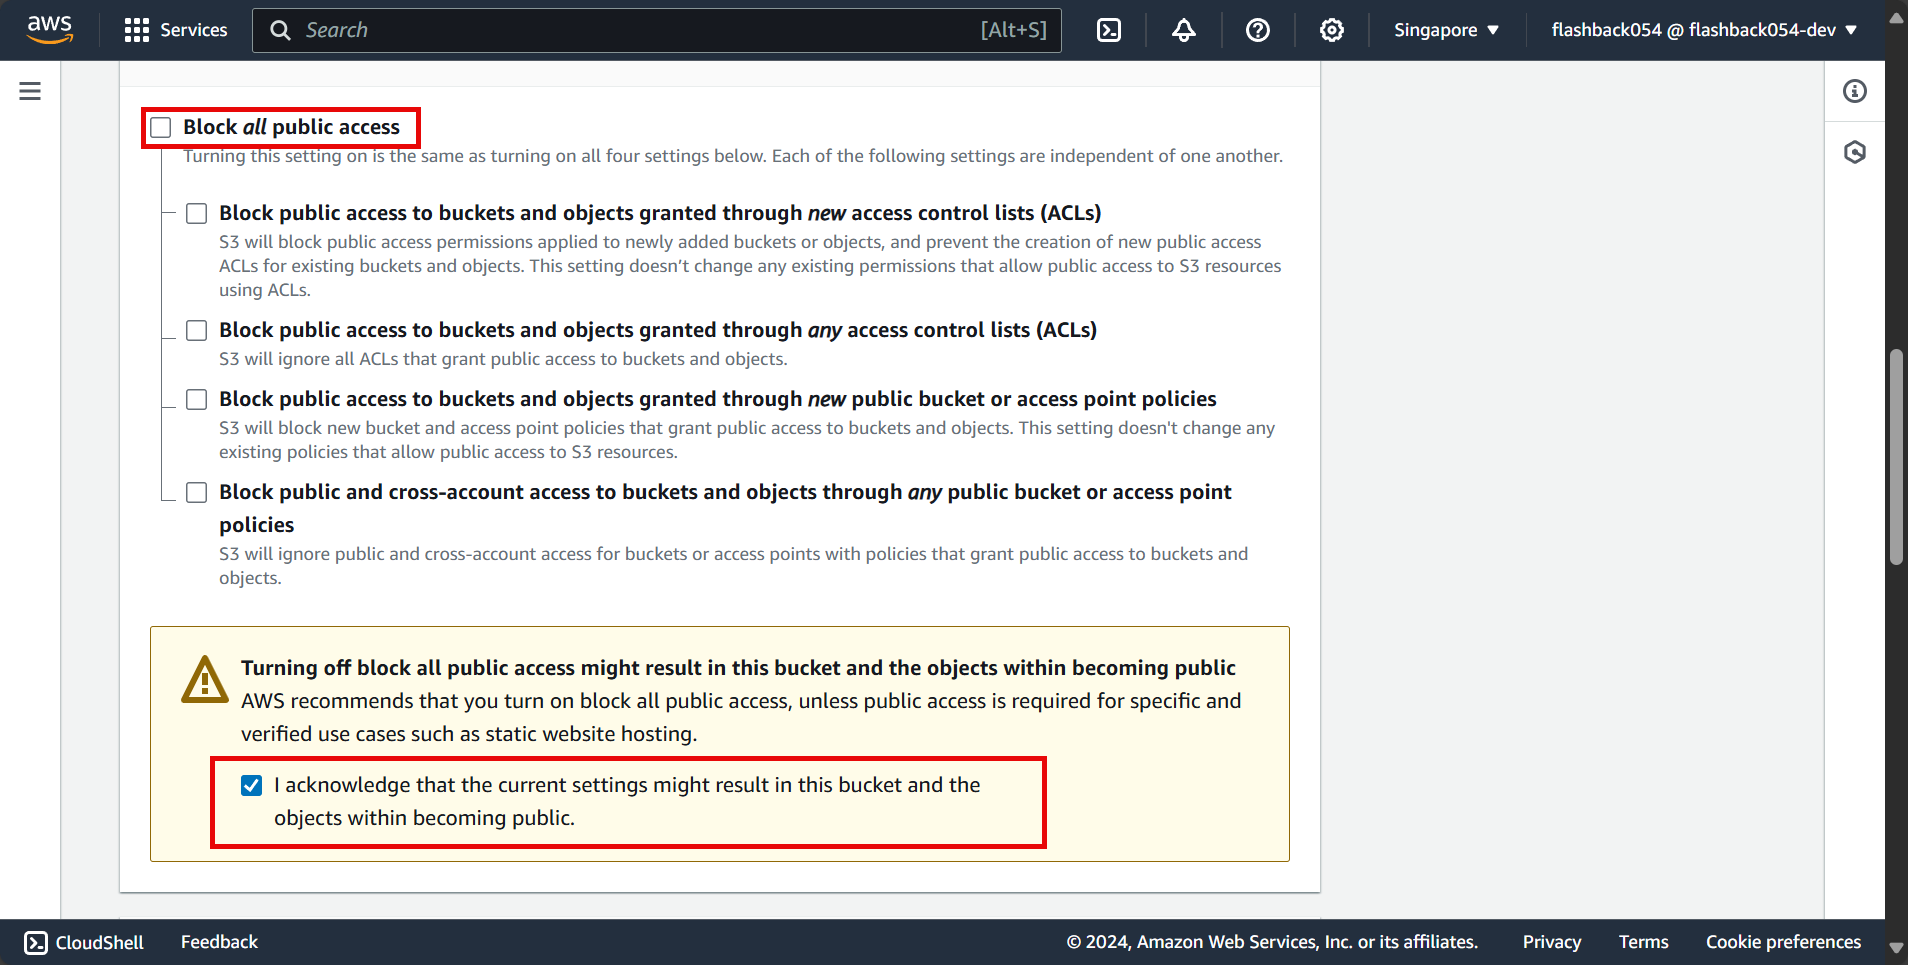 aws
Services
Search
[Alt+S]
Singapore
flashback054 @ flashback054-dev
Block all public access
Turning this setting on is the same as turning on all four settings below. Each of the following settings are independent of one another.
Block public access to buckets and objects granted through new access control lists (ACLs)
S3 will block public access permissions applied to newly added buckets or objects, and prevent the creation of new public access
ACLs for existing buckets and objects. This setting doesn’t change any existing permissions that allow public access to S3 resources
using ACLs.
Block public access to buckets and objects granted through any access control lists (ACLs)
S3 will ignore all ACLs that grant public access to buckets and objects.
Block public access to buckets and objects granted through new public bucket or access point policies
S3 will block new bucket and access point policies that grant public access to buckets and objects. This setting doesn't change any
existing policies that allow public access to S3 resources.
Block public and cross-account access to buckets and objects through any public bucket or access point
policies
S3 will ignore public and cross-account access for buckets or access points with policies that grant public access to buckets and
objects.
Turning off block all public access might result in this bucket and the objects within becoming public
AWS recommends that you turn on block all public access, unless public access is required for specific and
verified use cases such as static website hosting.
I acknowledge that the current settings might result in this bucket and the
objects within becoming public.
CloudShell
Feedback
© 2024, Amazon Web Services, Inc. or its affiliates.
Privacy
Terms
Cookie preferences